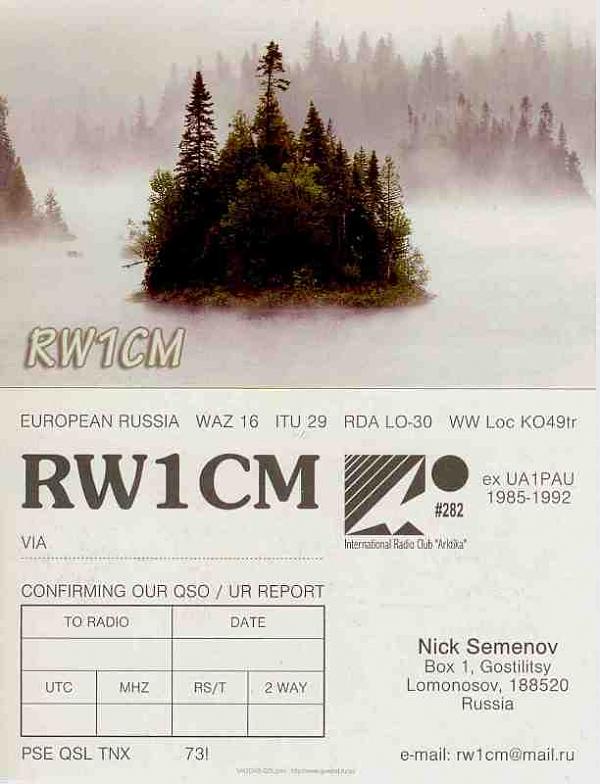 RW1CM
EUROPEAN RUSSIA WAZ 16 ITU 29 RDA LO-30 WW Loc KO49tr
RW1CM
#282
International Radio Club "Arktika"
ex UA1PAU
1985-1992
VIA
CONFIRMING OUR QSO / UR REPORT
TO RADIO DATE
UTC MHZ RS/T 2 WAY
Nick Semenov
Box 1, Gostilitsy
Lomonosov, 188520
Russia
PSE QSL TNX 73!
e-mail: rw1cm@mail.ru